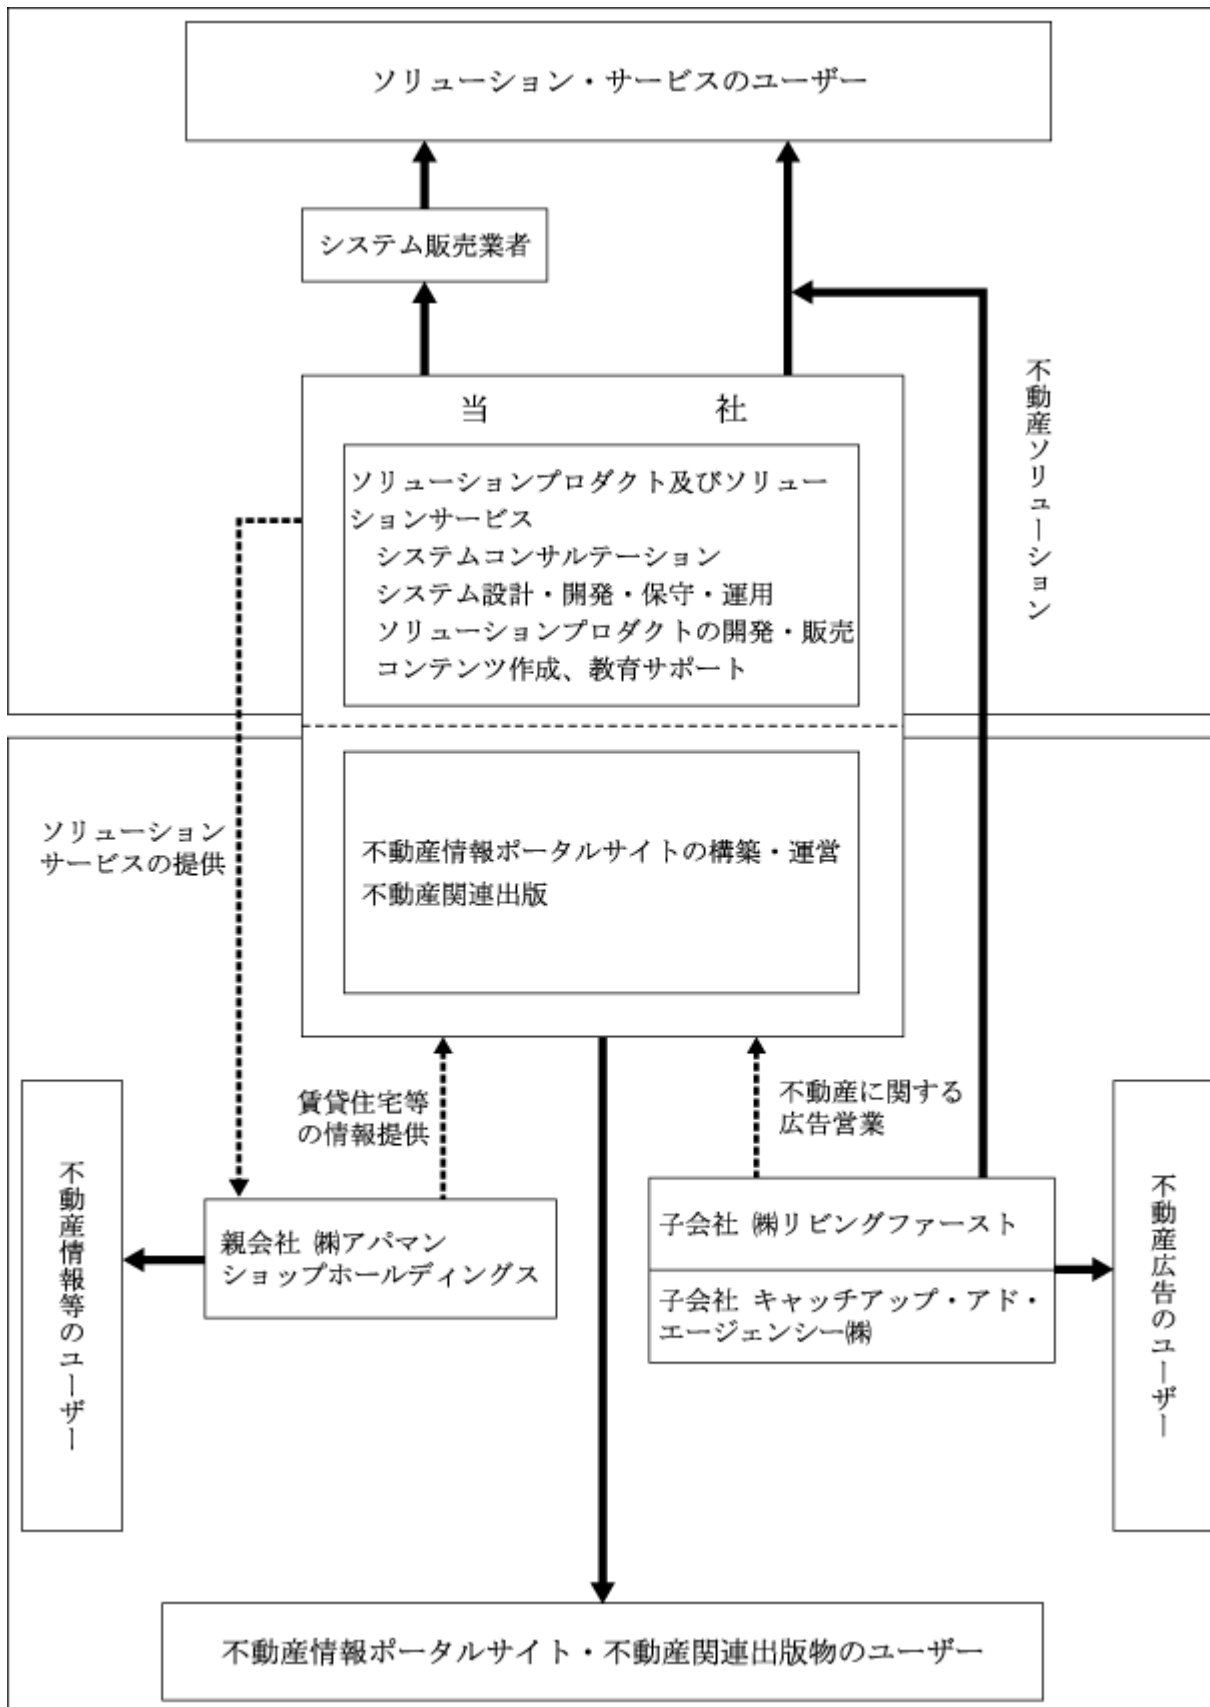 ソリューション・サービスのユーザー
システム販売業者
不動産ソリューション
当　社
ソリューションプロダクト及びソリュー
ションサービス
システムコンサルテーション
システム設計・開発・保守・運用
ソリューションプロダクトの開発・販売
コンテンツ作成、教育サポート
ソリューション
サービスの提供
不動産情報ポータルサイトの構築・運営
不動産関連出版
賃貸住宅等
の情報提供
不動産に関する
広告営業
不動産情報等のユーザー
親会社 ㈱アパマン
ショップホールディングス
子会社 ㈱リビングファースト
子会社 キャッチアップ・アド・
エージェンシー㈱
不動産広告のユーザー
不動産情報ポータルサイト・不動産関連出版物のユーザー